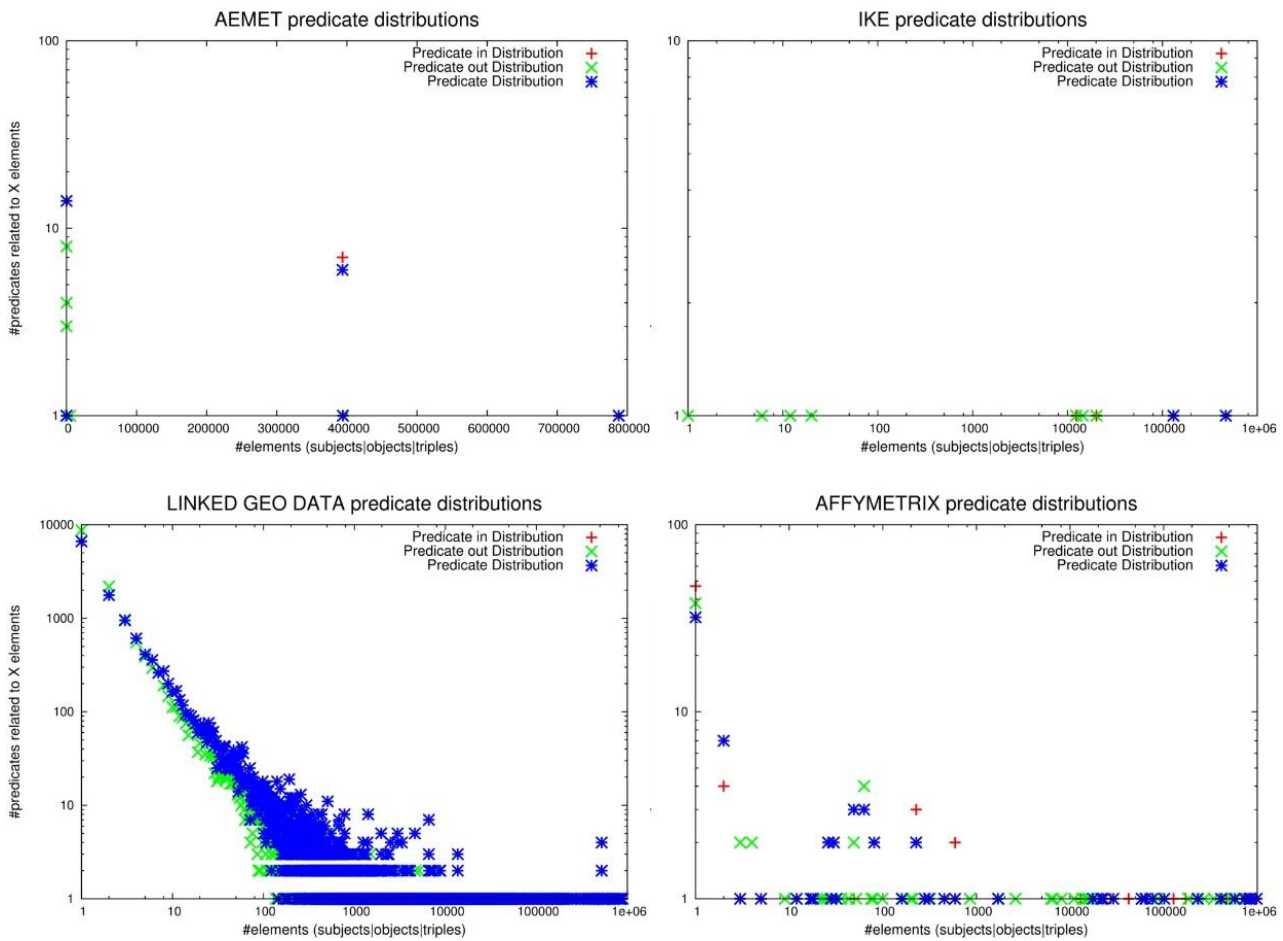 AEMET predicate distributions
100
10
1
#predicates related to X elements
Predicate in Distribution
Predicate out Distribution
Predicate Distribution
0 100000 200000 300000 400000 500000 600000 700000 800000
#elements (subjects|objects|triples)
IKE predicate distributions
10
1
Predicate in Distribution
Predicate out Distribution
Predicate Distribution
1 10 100 1000 10000 100000 1e+06
#elements (subjects|objects|triples)
LINKED GEO DATA predicate distributions
10000
1000
100
10
1
#predicates related to X elements
Predicate in Distribution
Predicate out Distribution
Predicate Distribution
1 10 100 1000 10000 100000 1e+06
#elements (subjects|objects|triples)
AFFYMETRIX predicate distributions
100
10
1
Predicate in Distribution
Predicate out Distribution
Predicate Distribution
1 10 100 1000 10000 100000 1e+06
#elements (subjects|objects|triples)